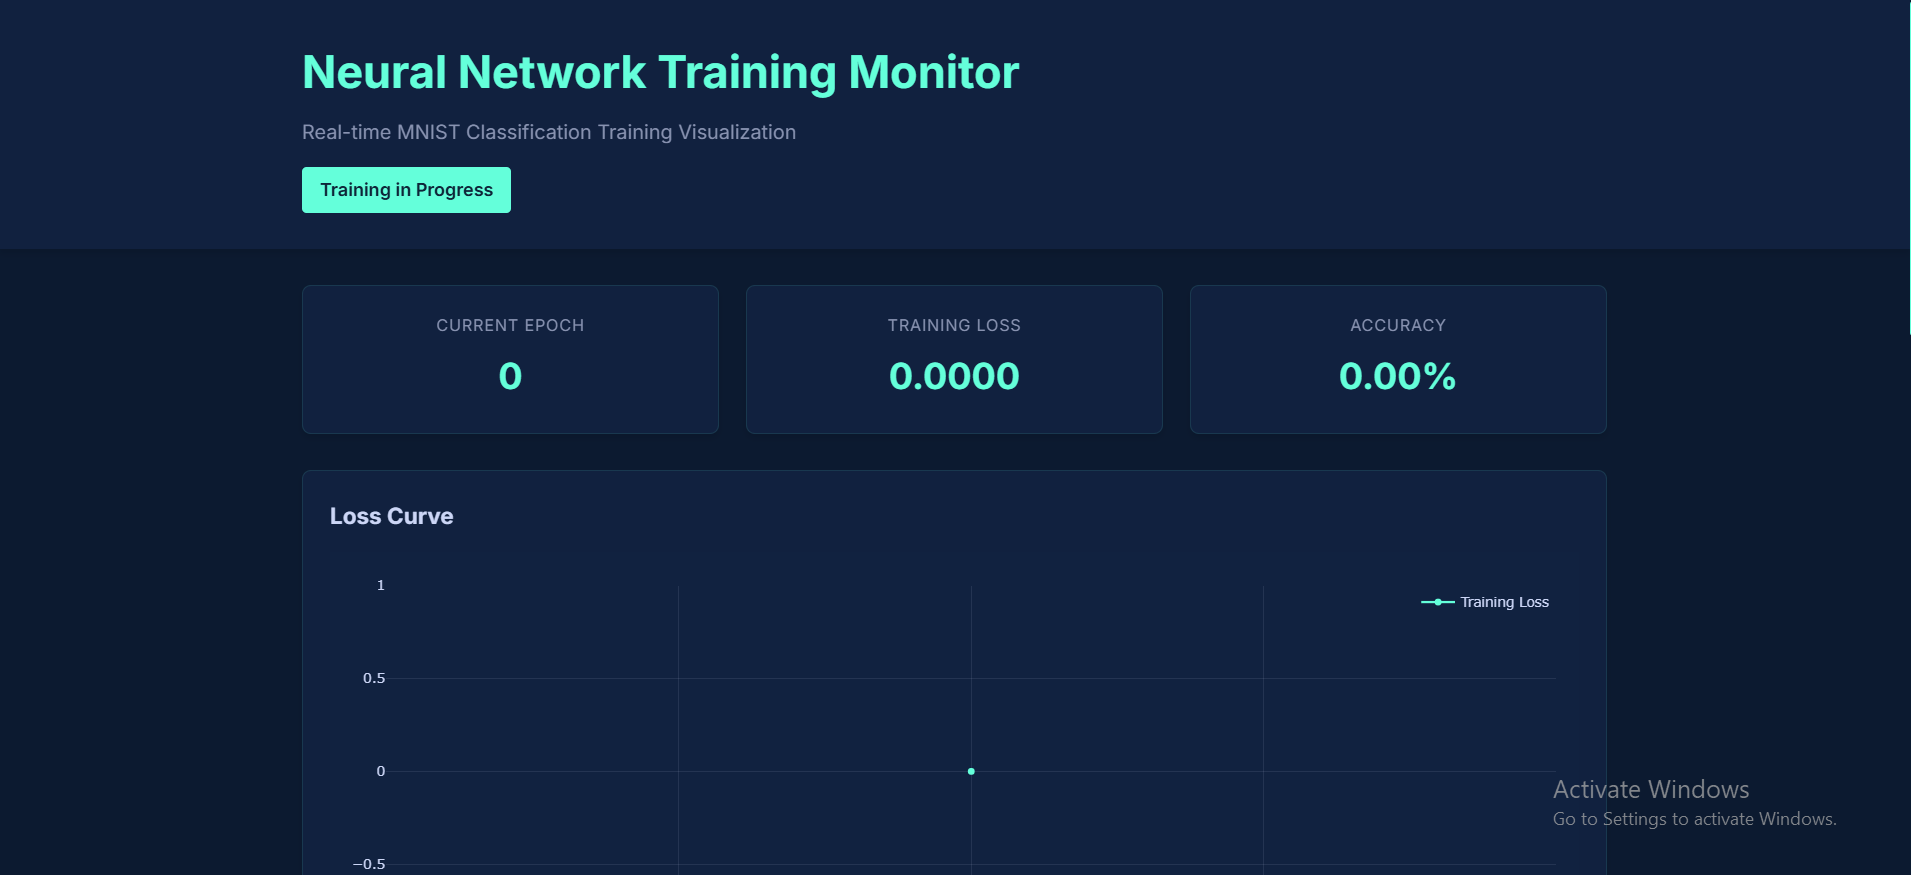 Neural Network Training Monitor
Real-time MNIST Classification Training Visualization
Training in Progress
CURRENT EPOCH
0
TRAINING LOSS
0.0000
ACCURACY
0.00%
Loss Curve
1
Training Loss
0.5
0
−0.5
Activate Windows
Go to Settings to activate Windows.